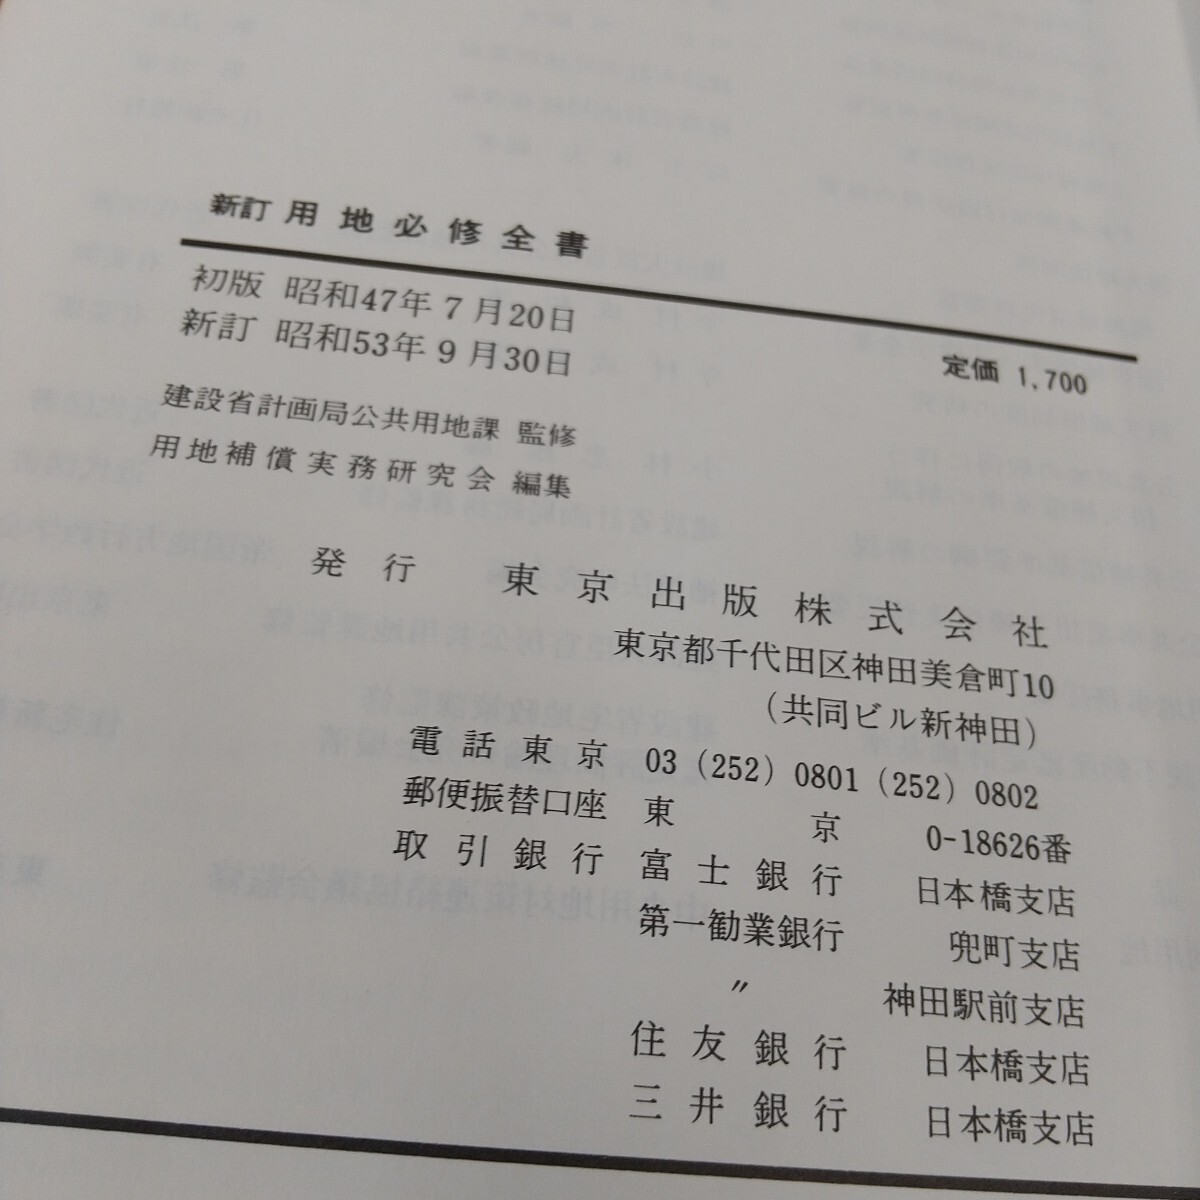 新訂 用地必修全書
初版 昭和47年7月20日
新訂 昭和53年9月30日
定価 1,700
建設省計画局公共用地課 監修
用地補償実務研究会 編集
発行 東京出版株式会社
東京都千代田区神田美倉町10
(共同ビル新神田)
電話東京 03(252)0801(252)0802
郵便振替口座 東京 0-18626番
取引銀行 富士銀行 日本橋支店
第一勧業銀行 兜町支店
〃 神田駅前支店
住友銀行 日本橋支店
三井銀行 日本橋支店